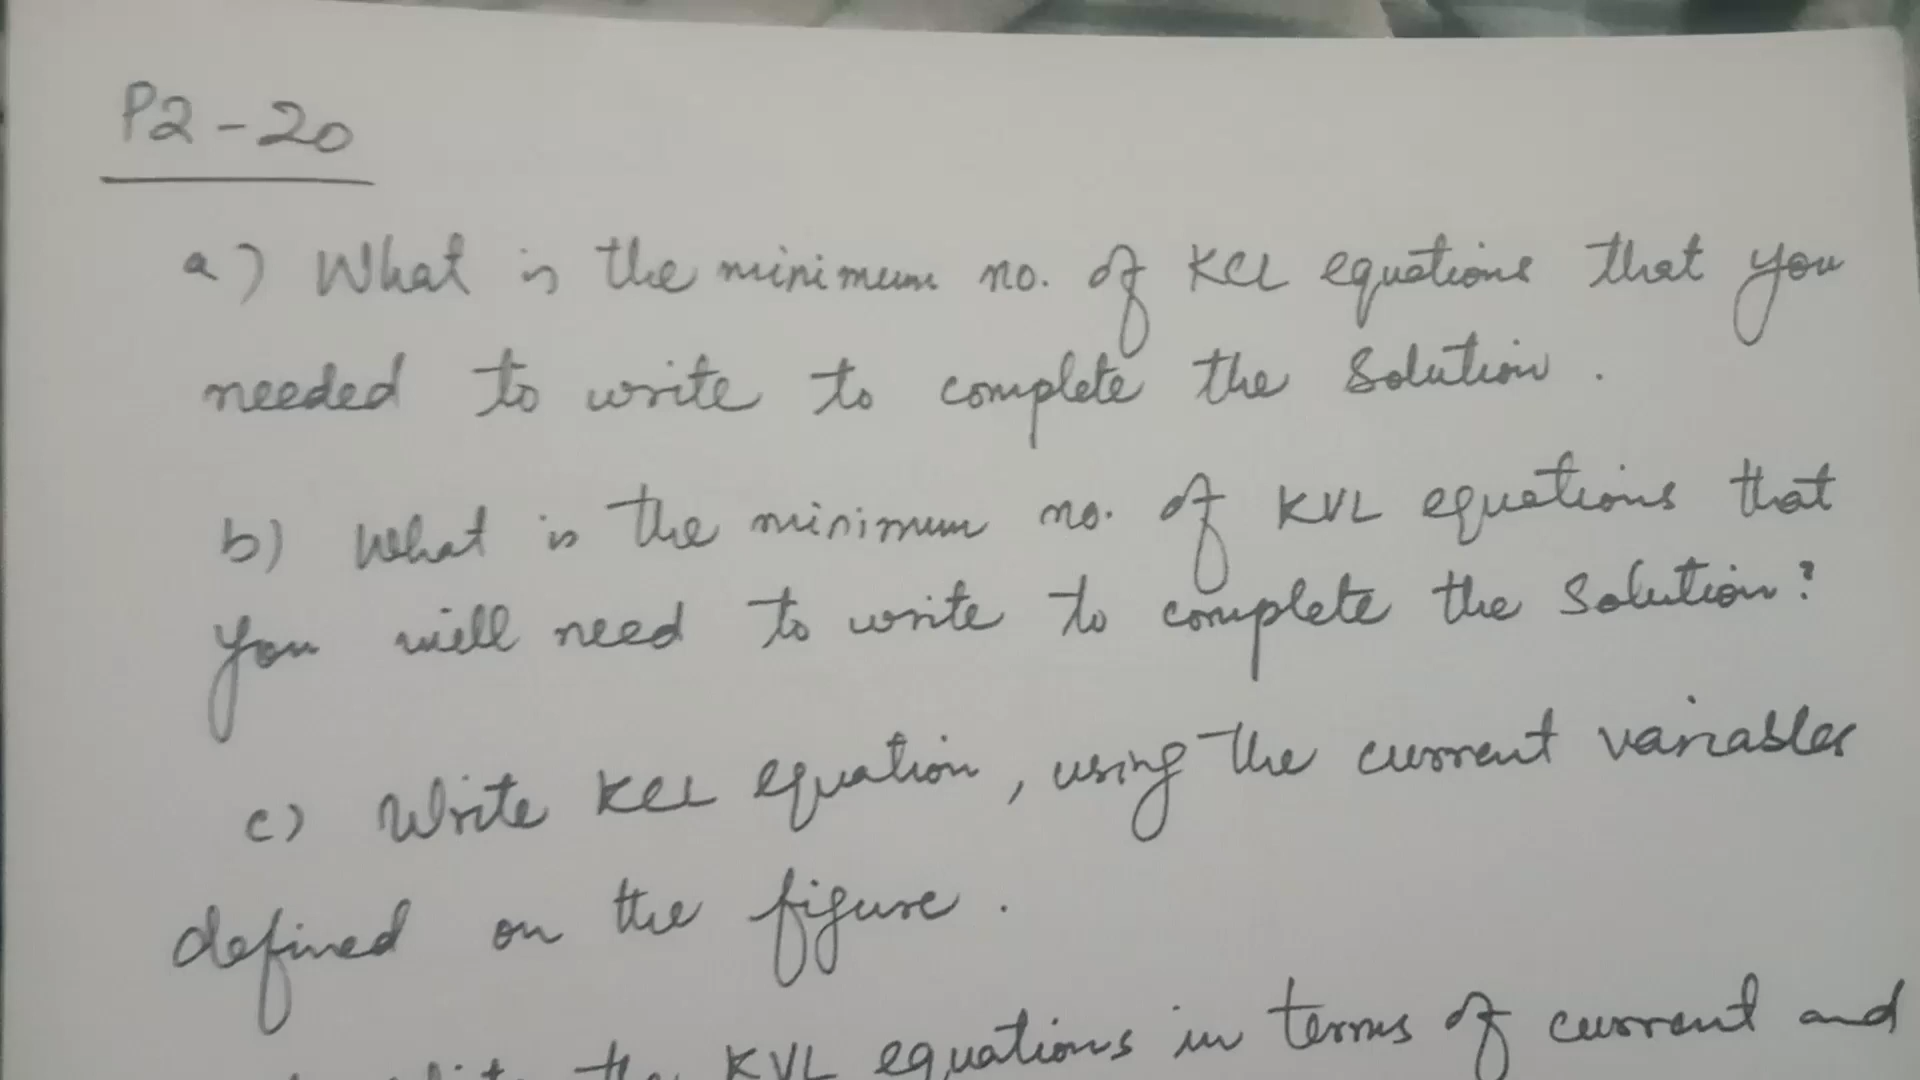 P2-20
a) What is the minimum no. of KCL equations that you
needed to write to complete the solution.
b) What is the minimum no. of KVL equations that
you will need to write to complete the solution?
c) Write KCL equation, using the current variables
defined on the figure.
the KVL equations in terms of current and